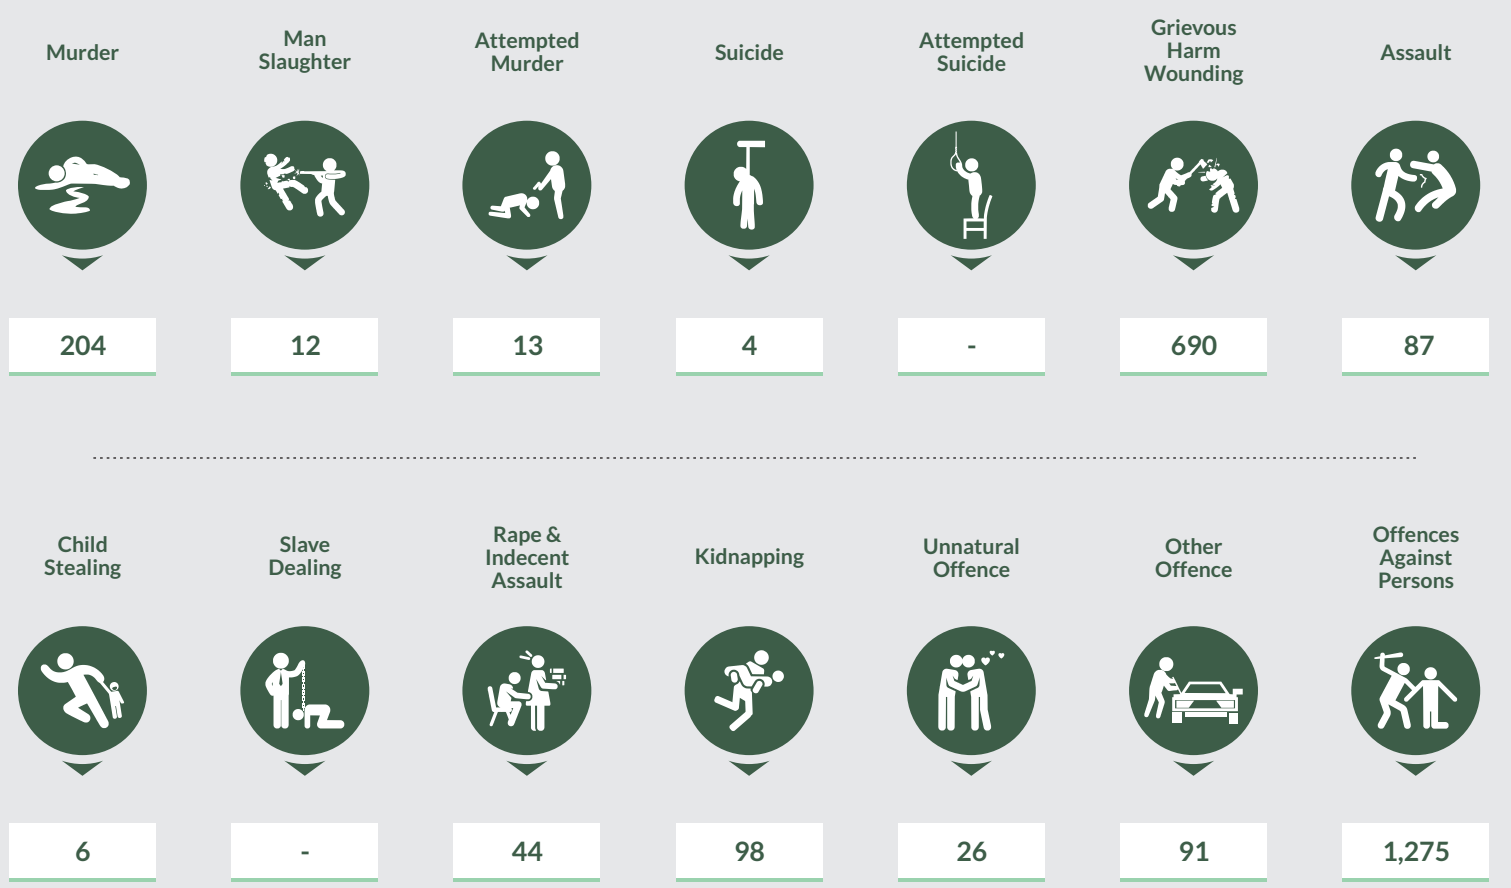 Murder
Man
Slaughter
Attempted
Murder
Suicide
Attempted
Suicide
Grievous
Harm
Wounding
Assault
204
12
13
4
-
690
87
Child
Stealing
Slave
Dealing
Rape &
Indecent
Assault
Kidnapping
Unnatural
Offence
Other
Offence
Offences
Against
Persons
6
-
44
98
26
91
1,275